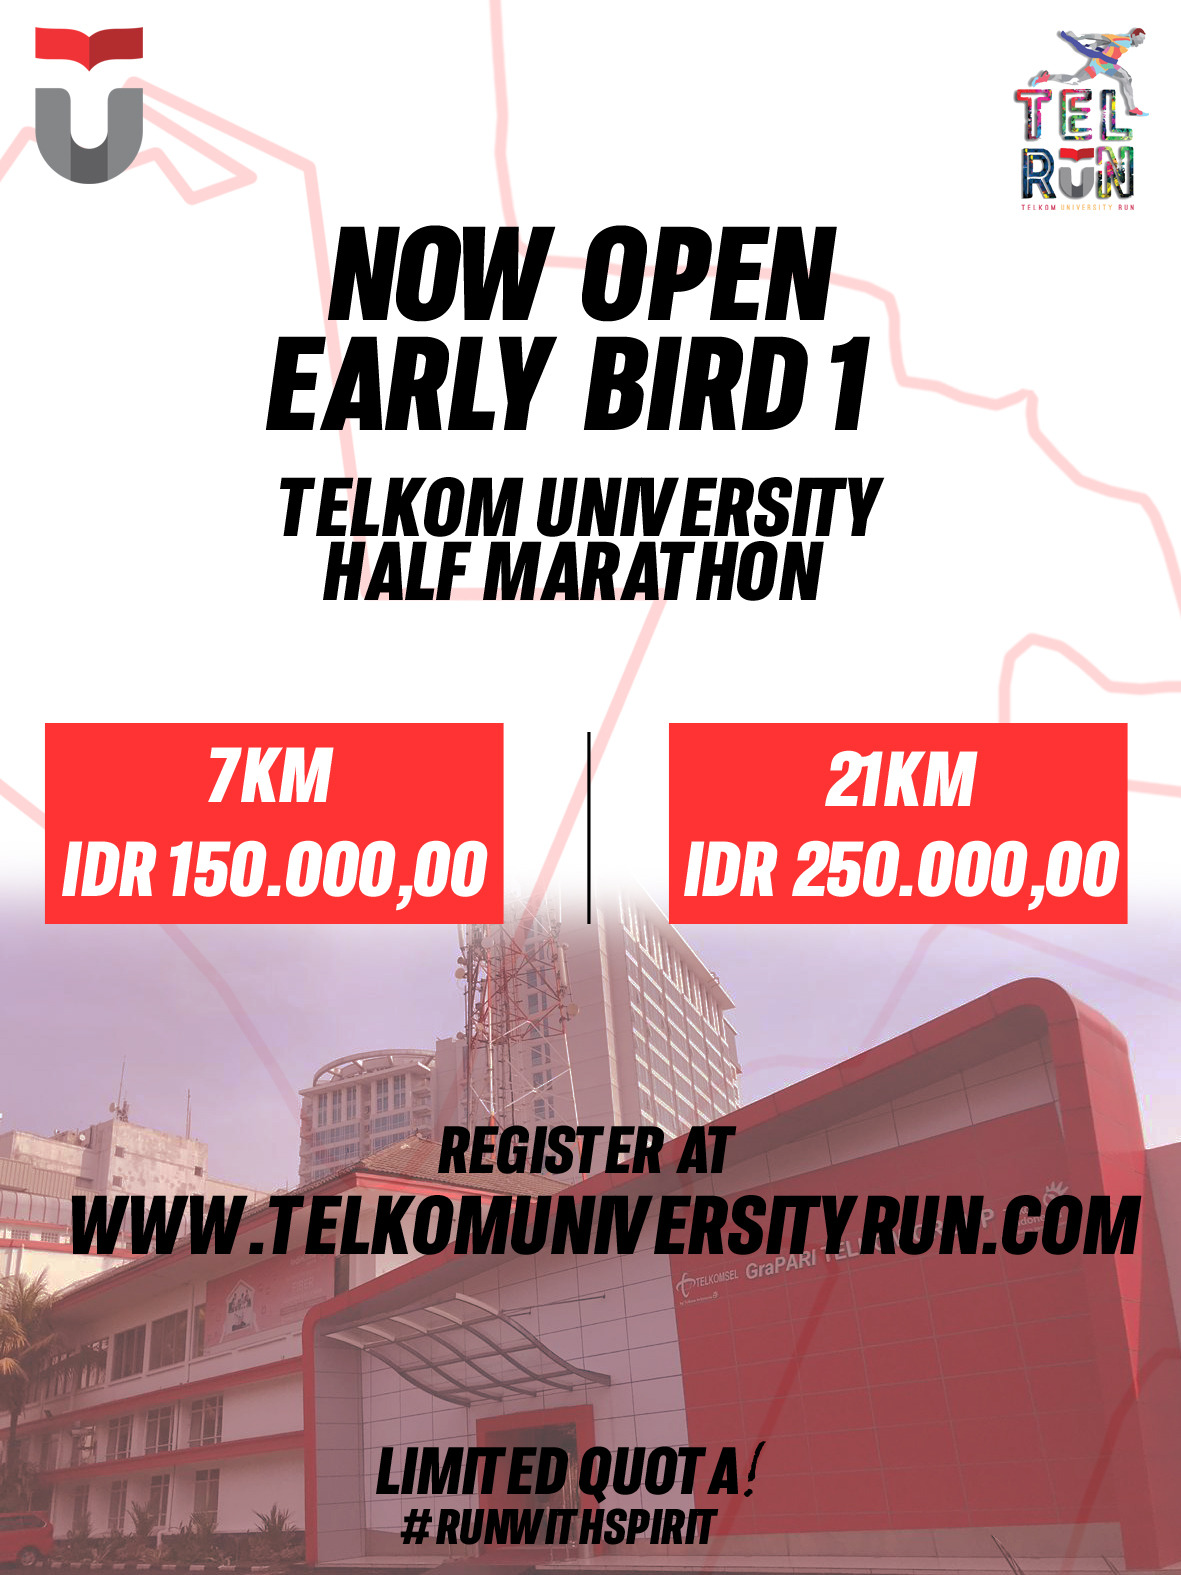 TEL
RUN
TELKOM UNIVERSITY RUN
NOW OPEN
EARLY BIRD 1
TELKOM UNIVERSITY
HALF MARATHON
7KM
IDR 150.000,00
21KM
IDR 250.000,00
REGISTER AT
WWW.TELKOMUNIVERSITYRUN.COM
TELKOMSEL
GraPARI
LIMITED QUOTA!
#RUNWITHSPIRIT